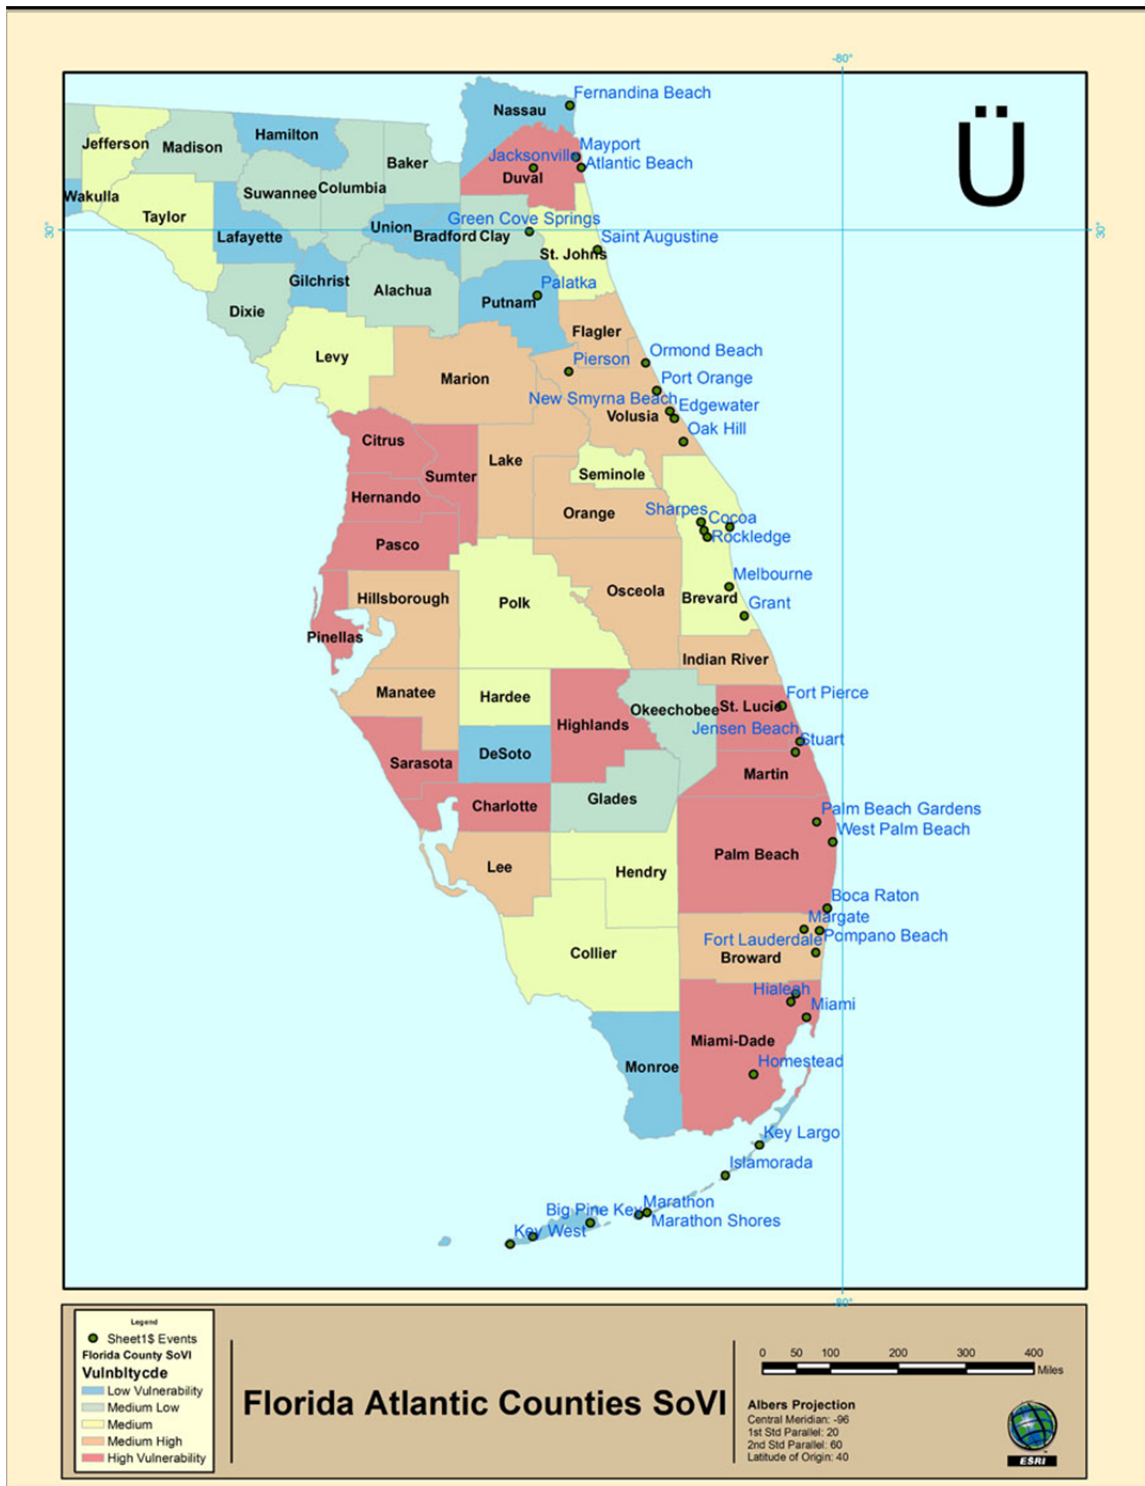 -80°
Fernandina Beach
Nassau
Ü
Jefferson
Madison
Hamilton
Baker
Mayport
Jacksonville
Atlantic Beach
Duval
Wakulla
Suwannee
Columbia
Taylor
Green Cove Springs
30°
30°
Lafayette
Union
Bradford
Clay
Saint Augustine
St. Johns
Gilchrist
Alachua
Palatka
Putnam
Dixie
Flagler
Levy
Marion
Pierson
Ormond Beach
Port Orange
New Smyrna Beach
Edgewater
Volusia
Oak Hill
Citrus
Sumter
Lake
Seminole
Hernando
Orange
Sharpes
Cocoa
Rockledge
Pasco
Melbourne
Hillsborough
Polk
Osceola
Brevard
Grant
Pinellas
Indian River
Manatee
Hardee
Fort Pierce
Okeechobee
St. Lucie
Highlands
Jensen Beach
Stuart
DeSoto
Sarasota
Martin
Charlotte
Glades
Palm Beach Gardens
West Palm Beach
Palm Beach
Lee
Hendry
Boca Raton
Margate
Fort Lauderdale
Pompano Beach
Collier
Broward
Hialeah
Miami
Miami-Dade
Monroe
Homestead
Key Largo
Islamorada
Big Pine Key
Marathon
Marathon Shores
Key West
-80°
Legend
Sheet1$ Events
Florida County SoVI
Vulnbltycde
Low Vulnerability
Medium Low
Medium
Medium High
High Vulnerability
Florida Atlantic Counties SoVI
0 50 100 200 300 400
Miles
Albers Projection
Central Meridian: -96
1st Std Parallel: 20
2nd Std Parallel: 60
Latitude of Origin: 40
ESRI